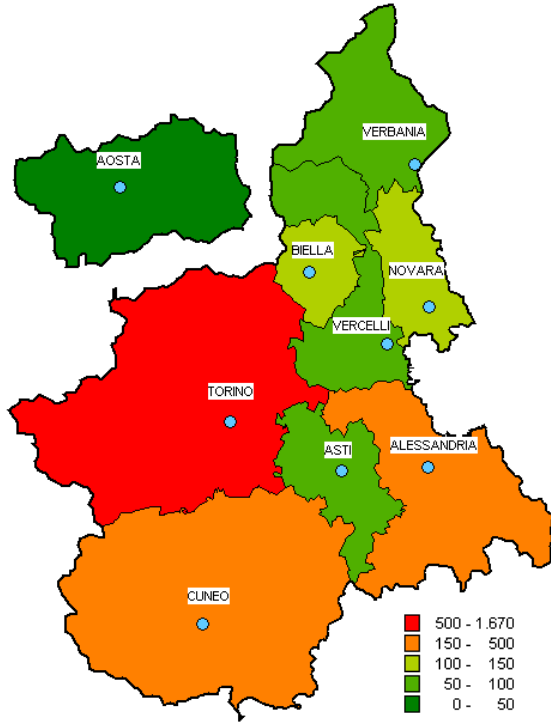 VERBANIA
AOSTA
BIELLA
NOVARA
VERCELLI
TORINO
ASTI
ALESSANDRIA
CUNEO
500 - 1.670
150 - 500
100 - 150
50 - 100
0 - 50